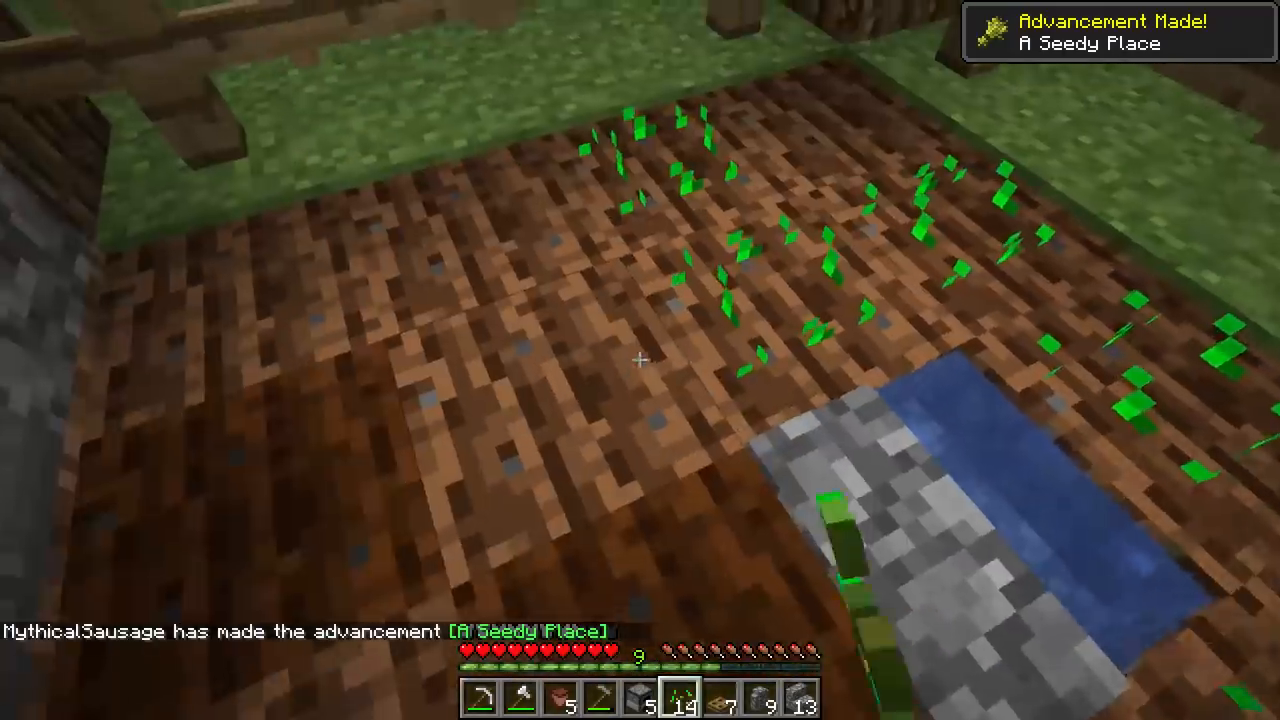 Advancement Made!
A Seedy Place
MythicalSausage has made the advancement [A Seedy Place]
9
5 5 14 7 9 13